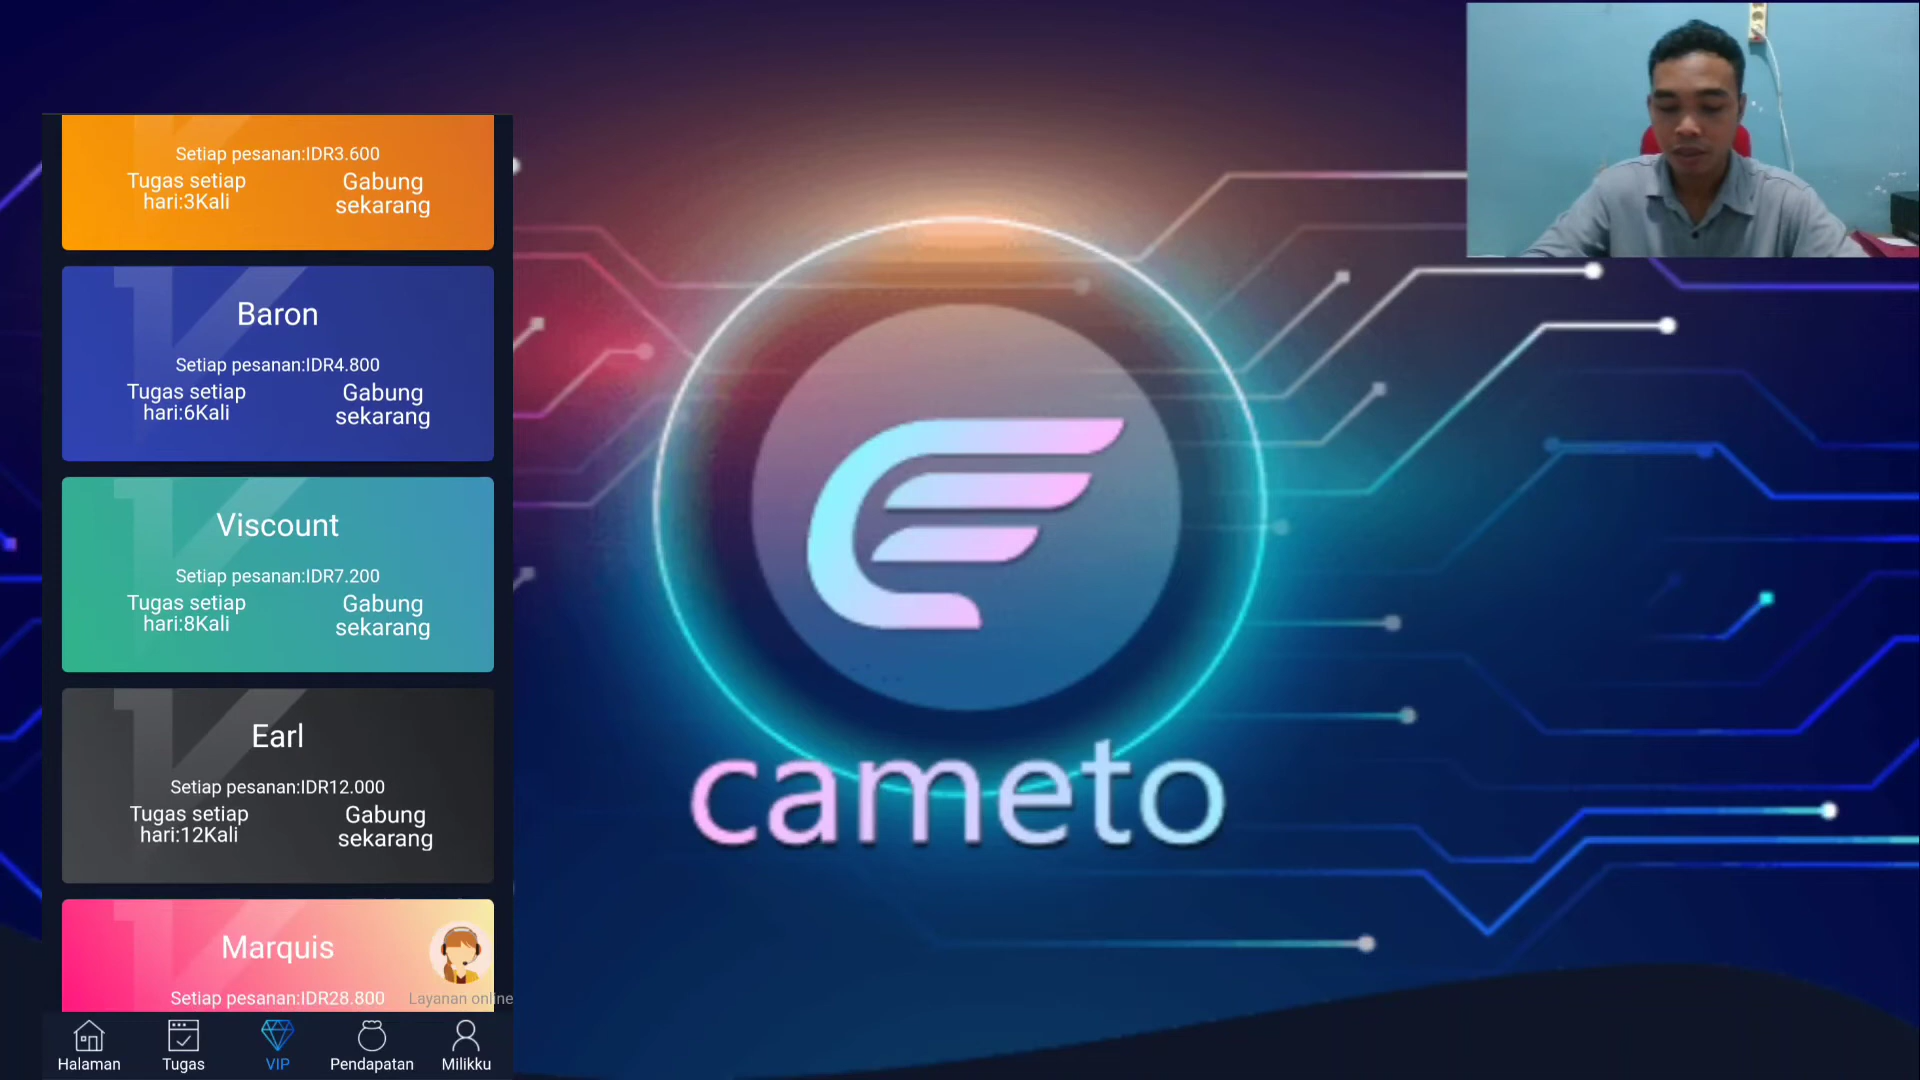 Setiap pesanan:IDR3.600
Tugas setiap
hari:3Kali
Gabung
sekarang
Baron
Setiap pesanan:IDR4.800
Tugas setiap
hari:6Kali
Gabung
sekarang
Viscount
Setiap pesanan:IDR7.200
Tugas setiap
hari:8Kali
Gabung
sekarang
Earl
Setiap pesanan:IDR12.000
Tugas setiap
hari:12Kali
Gabung
sekarang
Marquis
Setiap pesanan:IDR28.800
Layanan online
Halaman
Tugas
VIP
Pendapatan
Milikku
cameto